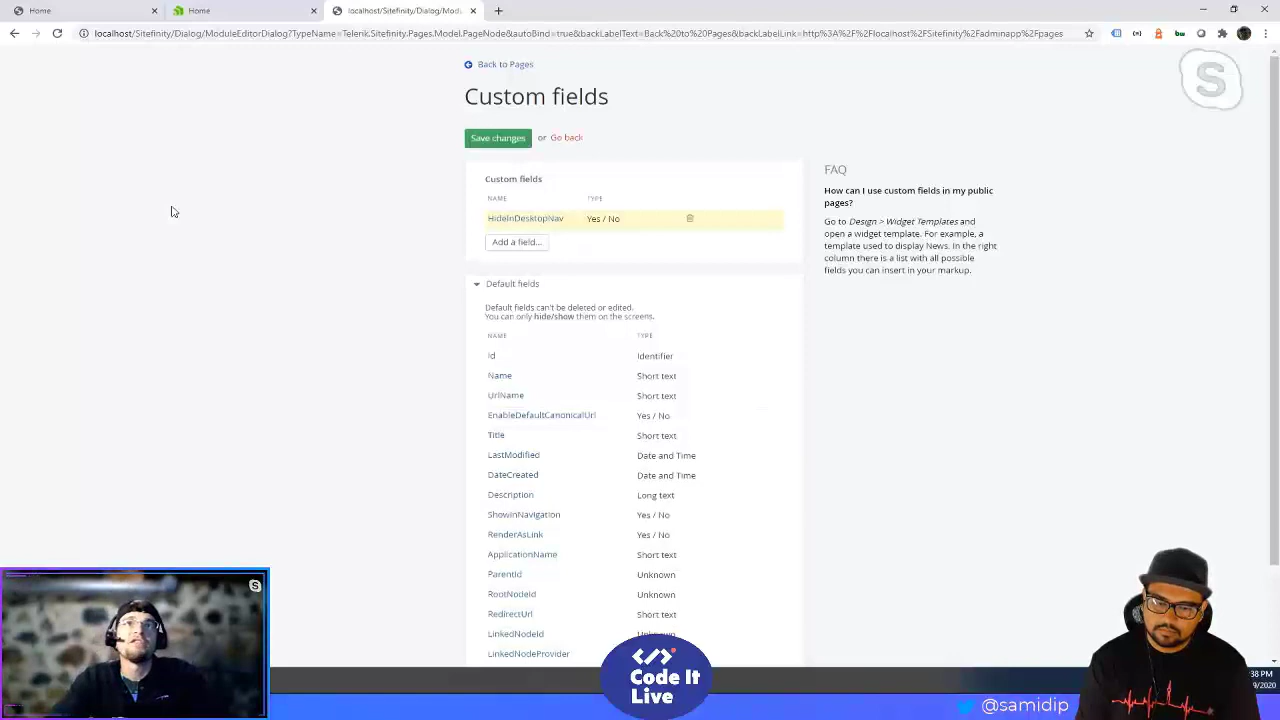 Home
Home
localhost/Sitefinity/Dialog/Modu
localhost/Sitefinity/Dialog/ModuleEditorDialog?TypeName=Telerik.Sitefinity.Pages.Model.PageNode&autoBind=true&backLabelText=Back%20to%20Pages&backLabelLink=http%3A%2F%2Flocalhost%2FSitefinity%2Fadminapp%2Fpages
Back to Pages
Custom fields
Save changes or Go back
Custom fields
NAME TYPE
HideInDesktopNav Yes / No
Add a field...
Default fields
Default fields can't be deleted or edited.
You can only hide/show them on the screens.
NAME TYPE
Id Identifier
Name Short text
UrlName Short text
EnableDefaultCanonicalUrl Yes / No
Title Short text
LastModified Date and Time
DateCreated Date and Time
Description Long text
ShowInNavigation Yes / No
RenderAsLink Yes / No
ApplicationName Short text
ParentId Unknown
RootNodeId Unknown
RedirectUrl Short text
LinkedNodeId Unknown
LinkedNodeProvider
FAQ
How can I use custom fields in my public
pages?
Go to Design > Widget Templates and
open a widget template. For example, a
template used to display News. In the right
column there is a list with all possible
fields you can insert in your markup.
S
S
</>
Code It
Live
:38 PM
9/2020
@samidip